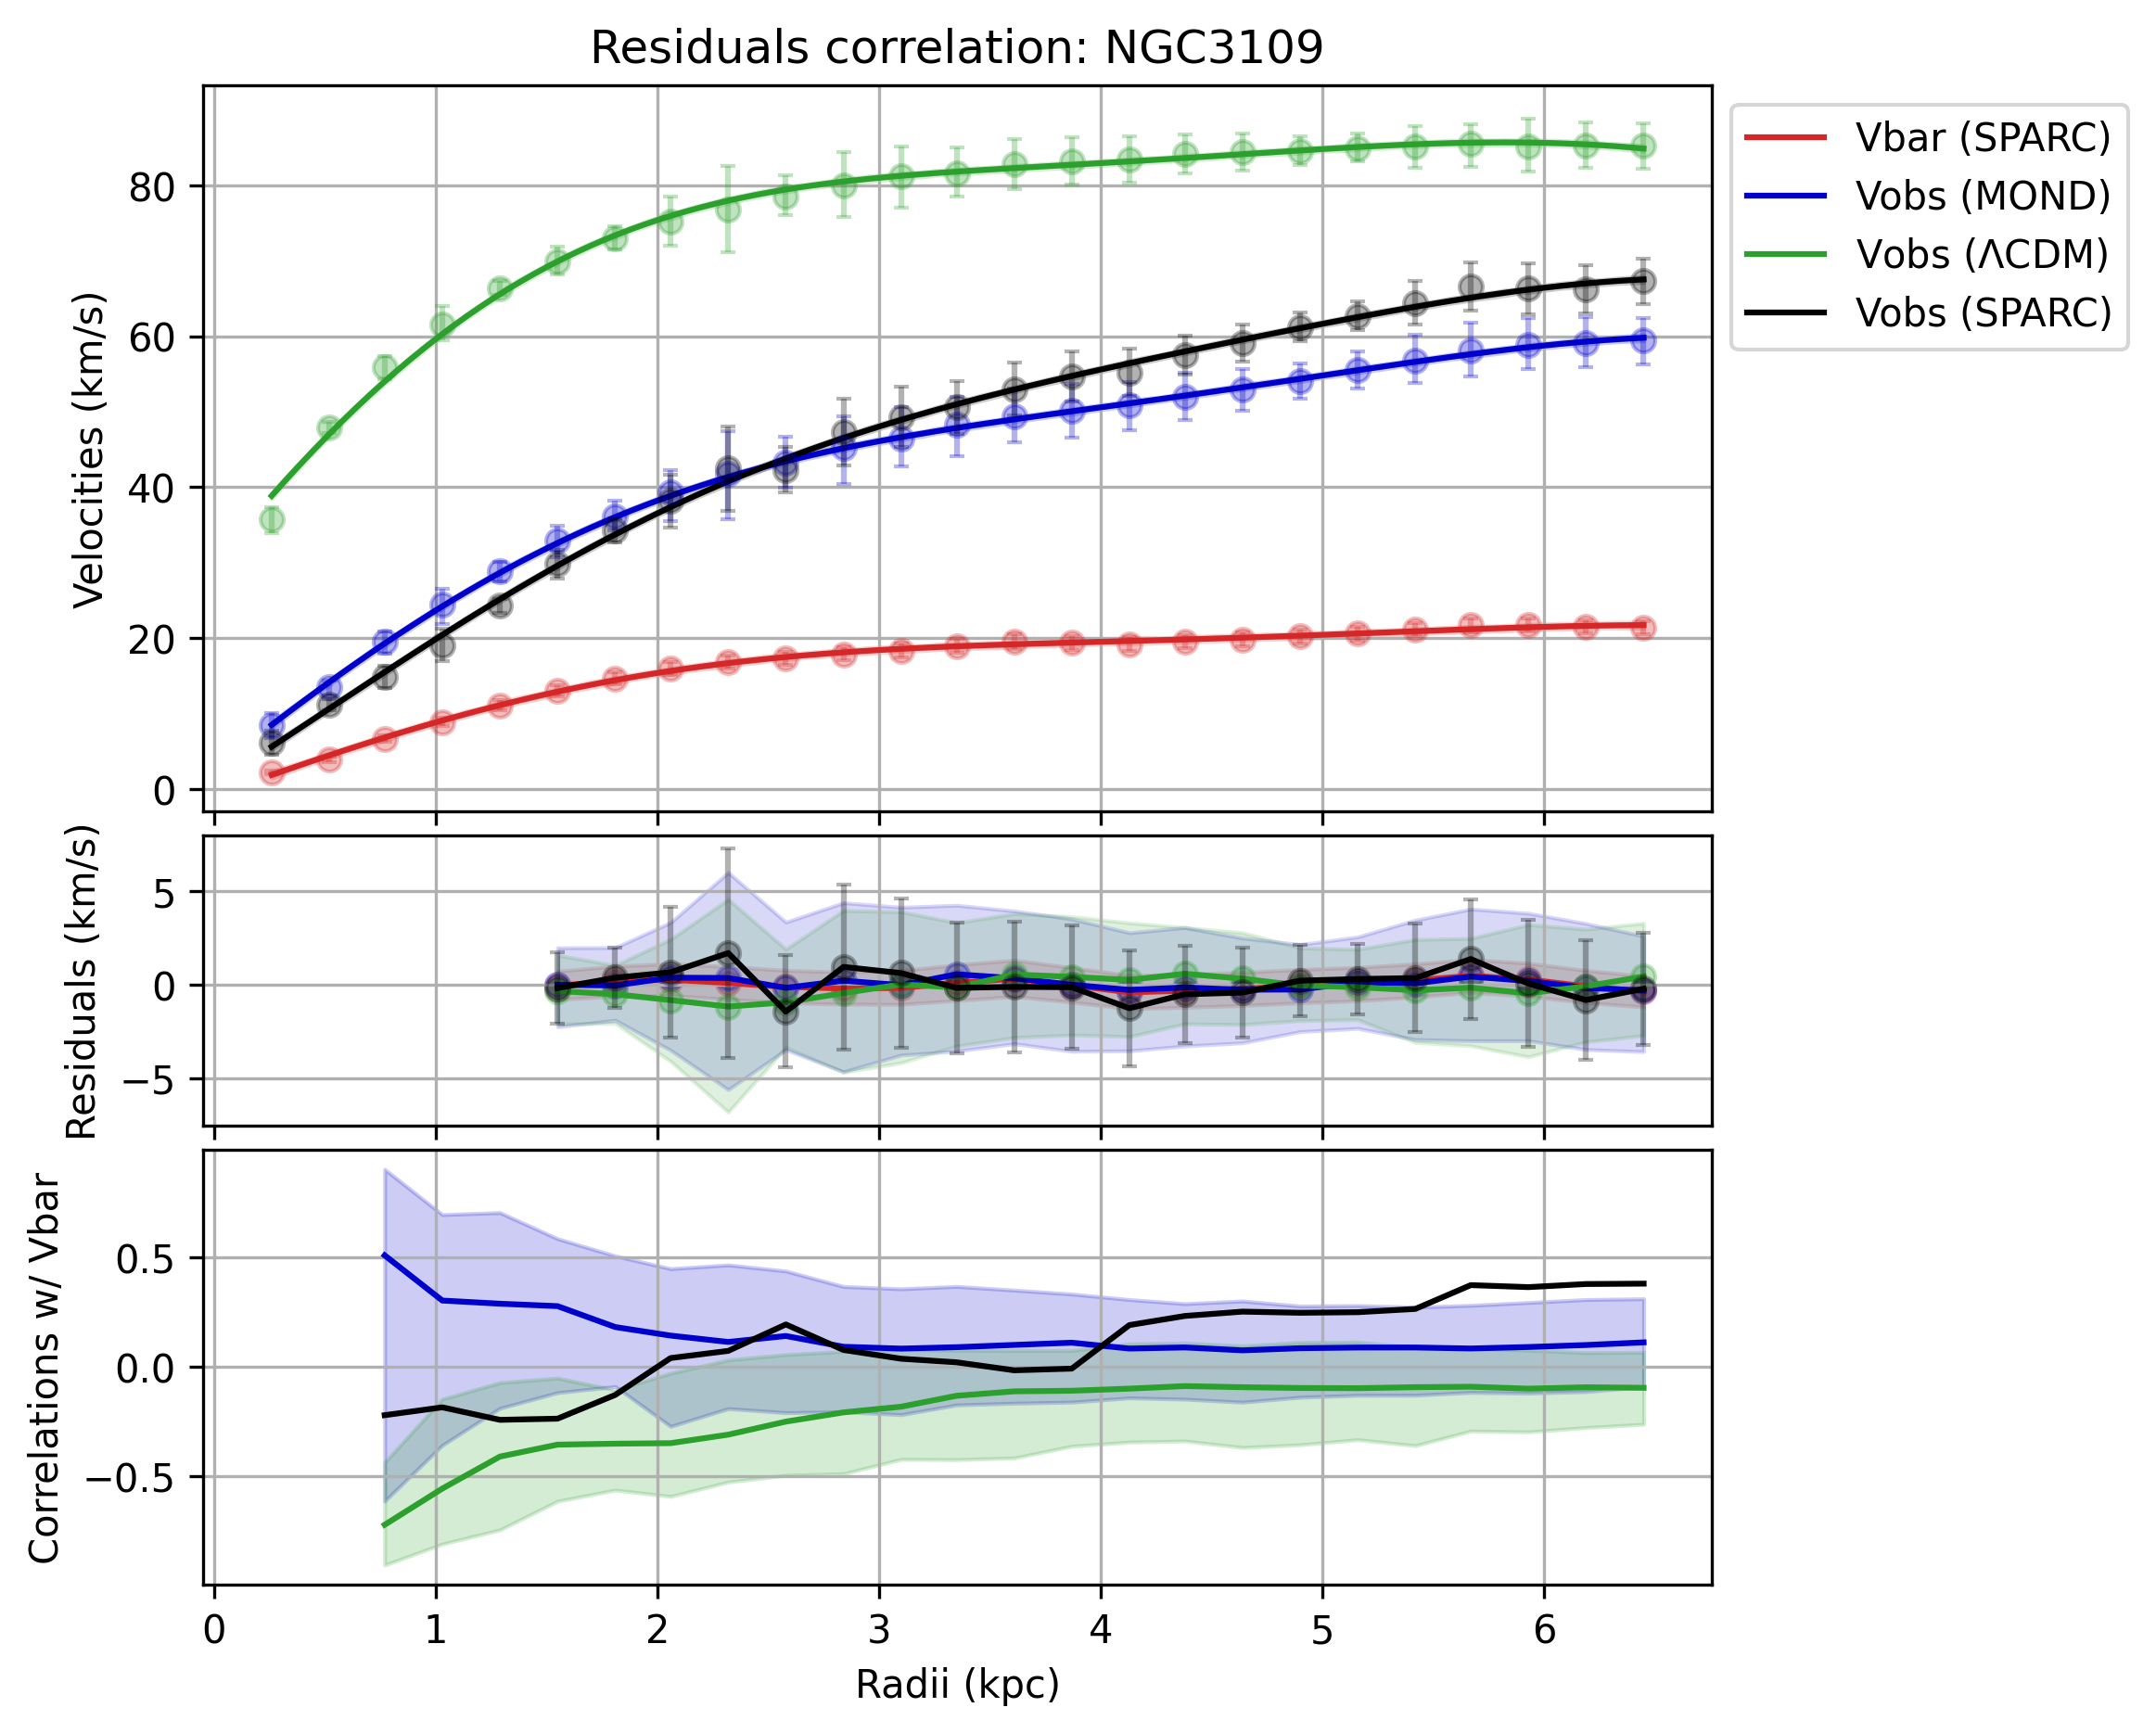 Residuals correlation: NGC3109
Vbar (SPARC)
Vobs (MOND)
Vobs (ΛCDM)
Vobs (SPARC)
Velocities (km/s)
80
60
40
20
0
Residuals (km/s)
5
0
−5
Correlations w/ Vbar
0.5
0.0
−0.5
0 1 2 3 4 5 6
Radii (kpc)